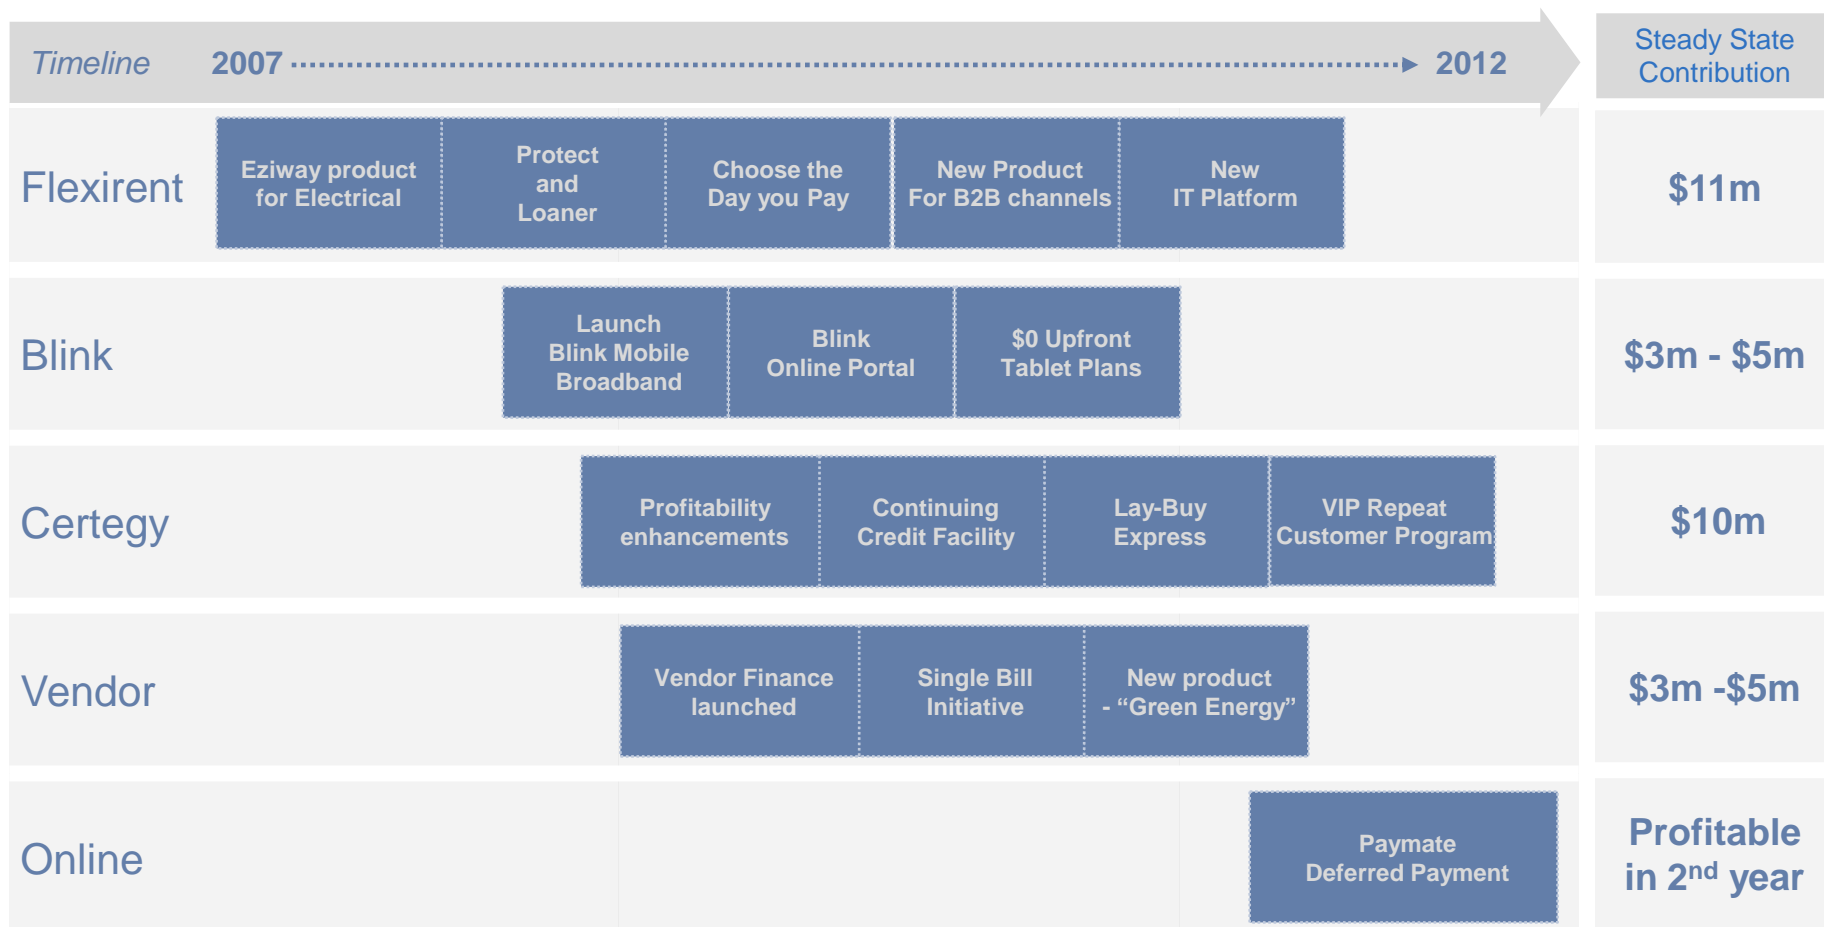 Timeline 2007 2012
Steady State
Contribution
Flexirent
Eziway product
for Electrical
Protect
and
Loaner
Choose the
Day you Pay
New Product
For B2B channels
New
IT Platform
$11m
Blink
Launch
Blink Mobile
Broadband
Blink
Online Portal
$0 Upfront
Tablet Plans
$3m - $5m
Certegy
Profitability
enhancements
Continuing
Credit Facility
Lay-Buy
Express
VIP Repeat
Customer Program
$10m
Vendor
Vendor Finance
launched
Single Bill
Initiative
New product
- “Green Energy”
$3m -$5m
Online
Paymate
Deferred Payment
Profitable
in 2nd year